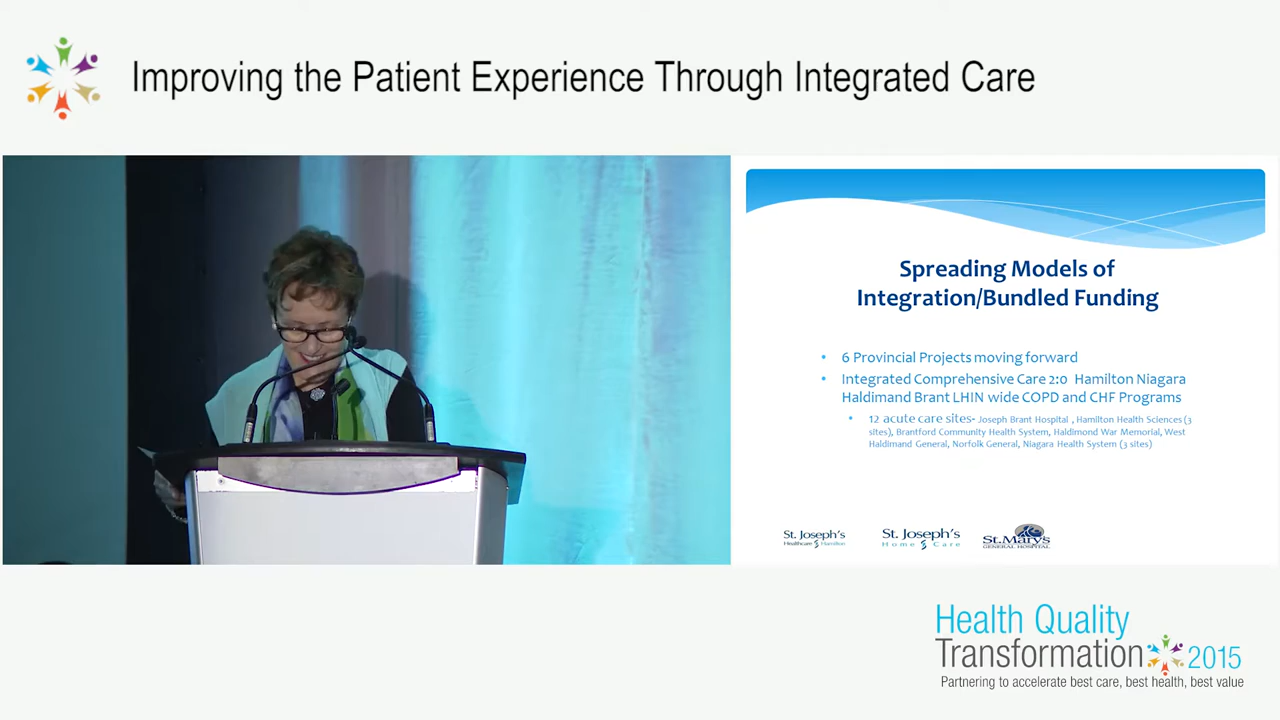 Improving the Patient Experience Through Integrated Care
Spreading Models of
Integration/Bundled Funding
• 6 Provincial Projects moving forward
• Integrated Comprehensive Care 2:0 Hamilton Niagara
Haldimand Brant LHIN wide COPD and CHF Programs
• 12 acute care sites- Joseph Brant Hospital , Hamilton Health Sciences (3
sites), Brantford Community Health System, Haldimond War Memorial, West
Haldimand General, Norfolk General, Niagara Health System (3 sites)
St. Joseph's
Healthcare Hamilton
St. Joseph's
Home Care
St. Mary's
GENERAL HOSPITAL
Health Quality
Transformation 2015
Partnering to accelerate best care, best health, best value